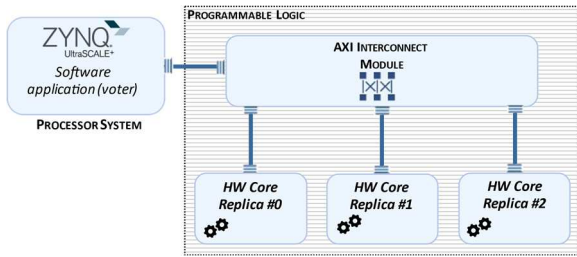 PROGRAMMABLE LOGIC
ZYNQ
UltraSCALE+
Software
application (voter)
PROCESSOR SYSTEM
AXI INTERCONNECT
MODULE
HW Core
Replica #0
HW Core
Replica #1
HW Core
Replica #2